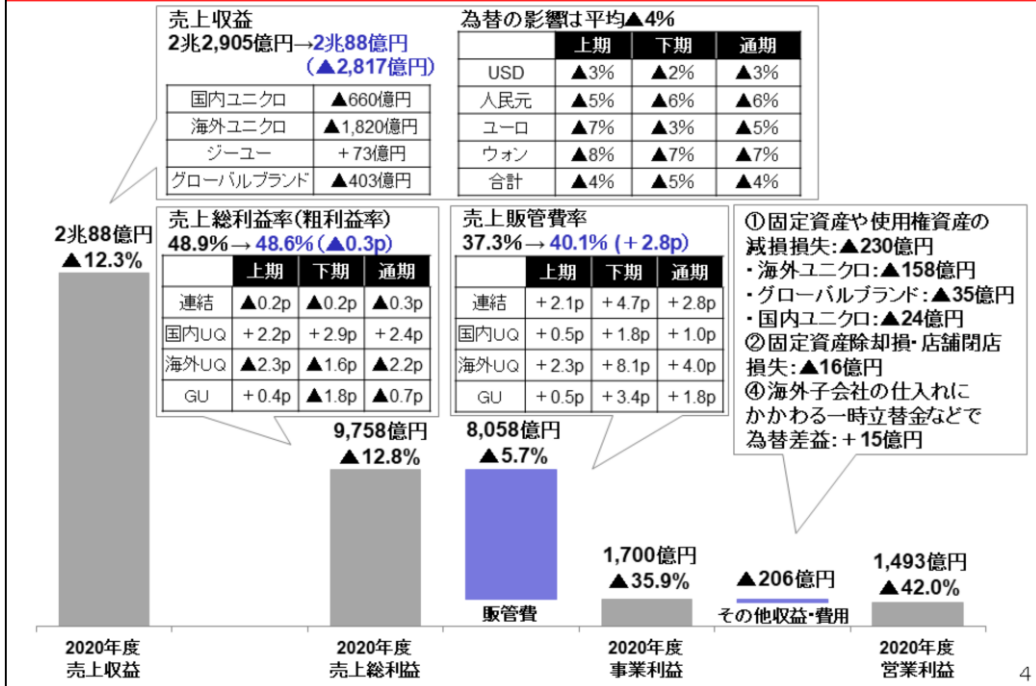 売上収益
2兆2,905億円→2兆88億円
(▲2,817億円)
国内ユニクロ ▲660億円
海外ユニクロ ▲1,820億円
ジーユー +73億円
グローバルブランド ▲403億円
為替の影響は平均▲4%
上期 下期 通期
USD ▲3% ▲2% ▲3%
人民元 ▲5% ▲6% ▲6%
ユーロ ▲7% ▲3% ▲5%
ウォン ▲8% ▲7% ▲7%
合計 ▲4% ▲5% ▲4%
2兆88億円
▲12.3%
売上総利益率(粗利益率)
48.9%→48.6%(▲0.3p)
上期 下期 通期
連結 ▲0.2p ▲0.2p ▲0.3p
国内UQ +2.2p +2.9p +2.4p
海外UQ ▲2.3p ▲1.6p ▲2.2p
GU +0.4p ▲1.8p ▲0.7p
売上販管費率
37.3%→40.1%(+2.8p)
上期 下期 通期
連結 +2.1p +4.7p +2.8p
国内UQ +0.5p +1.8p +1.0p
海外UQ +2.3p +8.1p +4.0p
GU +0.5p +3.4p +1.8p
①固定資産や使用権資産の
減損損失:▲230億円
・海外ユニクロ:▲158億円
・グローバルブランド:▲35億円
・国内ユニクロ:▲24億円
②固定資産除却損・店舗閉店
損失:▲16億円
④海外子会社の仕入れに
かかわる一時立替金などで
為替差益:+15億円
9,758億円
▲12.8%
8,058億円
▲5.7%
販管費
1,700億円
▲35.9%
▲206億円
その他収益・費用
1,493億円
▲42.0%
2020年度
売上収益
2020年度
売上総利益
2020年度
事業利益
2020年度
営業利益
4